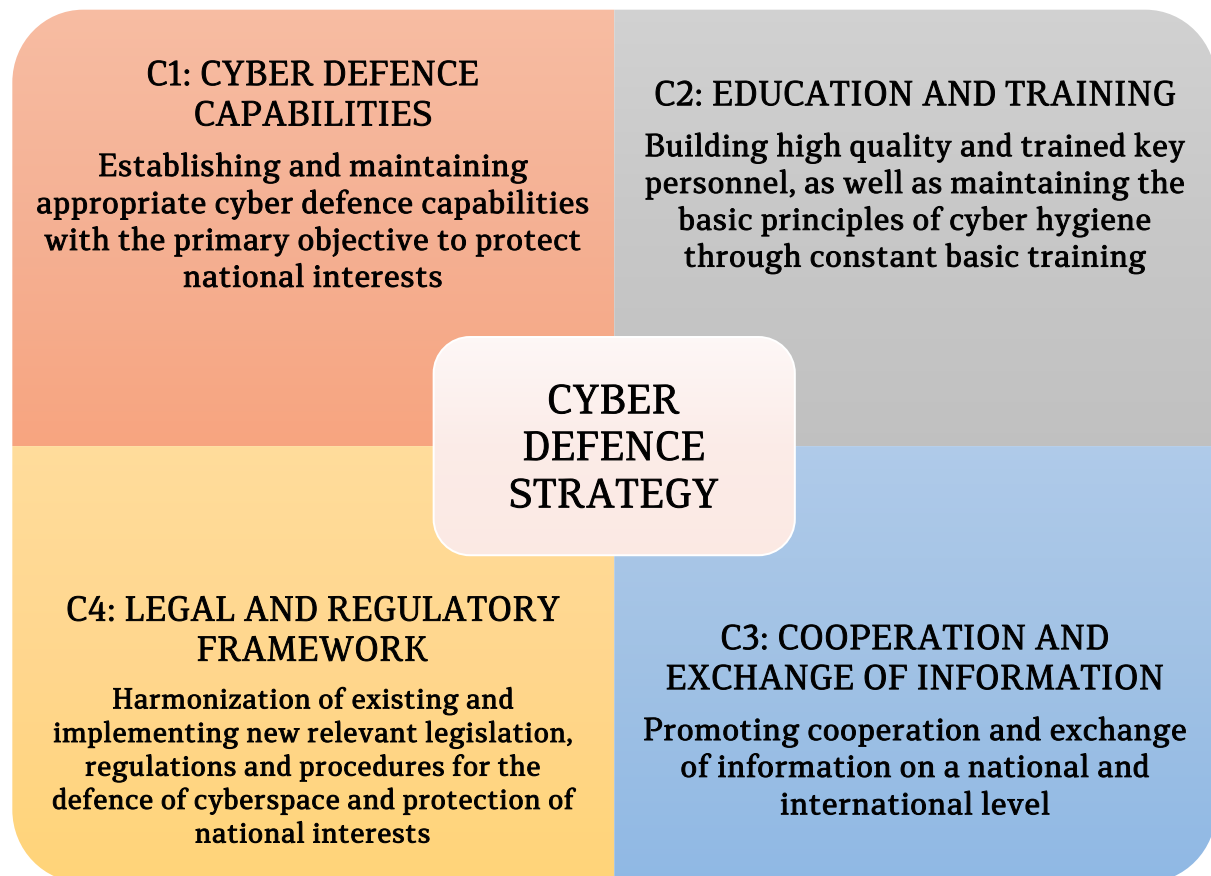 C1: CYBER DEFENCE
CAPABILITIES
Establishing and maintaining
appropriate cyber defence capabilities
with the primary objective to protect
national interests
C2: EDUCATION AND TRAINING
Building high quality and trained key
personnel, as well as maintaining the
basic principles of cyber hygiene
through constant basic training
CYBER
DEFENCE
STRATEGY
C4: LEGAL AND REGULATORY
FRAMEWORK
Harmonization of existing and
implementing new relevant legislation,
regulations and procedures for the
defence of cyberspace and protection of
national interests
C3: COOPERATION AND
EXCHANGE OF INFORMATION
Promoting cooperation and exchange
of information on a national and
international level